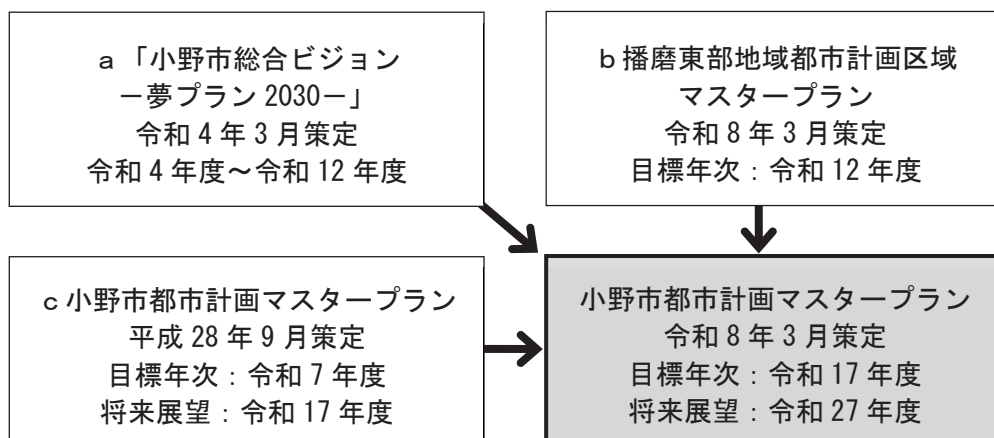 a 「小野市総合ビジョン
－夢プラン 2030－」
令和 4 年 3 月策定
令和 4 年度～令和 12 年度
b 播磨東部地域都市計画区域
マスタープラン
令和 8 年 3 月策定
目標年次：令和 12 年度
c 小野市都市計画マスタープラン
平成 28 年 9 月策定
目標年次：令和 7 年度
将来展望：令和 17 年度
小野市都市計画マスタープラン
令和 8 年 3 月策定
目標年次：令和 17 年度
将来展望：令和 27 年度